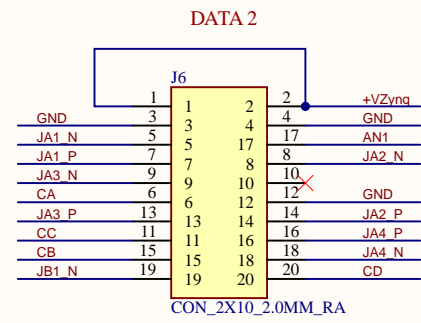 DATA 2
J6
1 1 2 2 +VZynq
GND 3 3 4 4 GND
JA1_N 5 5 17 17 AN1
JA1_P 7 7 8 8 JA2_N
JA3_N 9 9 10 10
CA 6 6 12 12 GND
JA3_P 13 13 14 14 JA2_P
CC 11 11 16 16 JA4_P
CB 15 15 18 18 JA4_N
JB1_N 19 19 20 20 CD
CON_2X10_2.0MM_RA